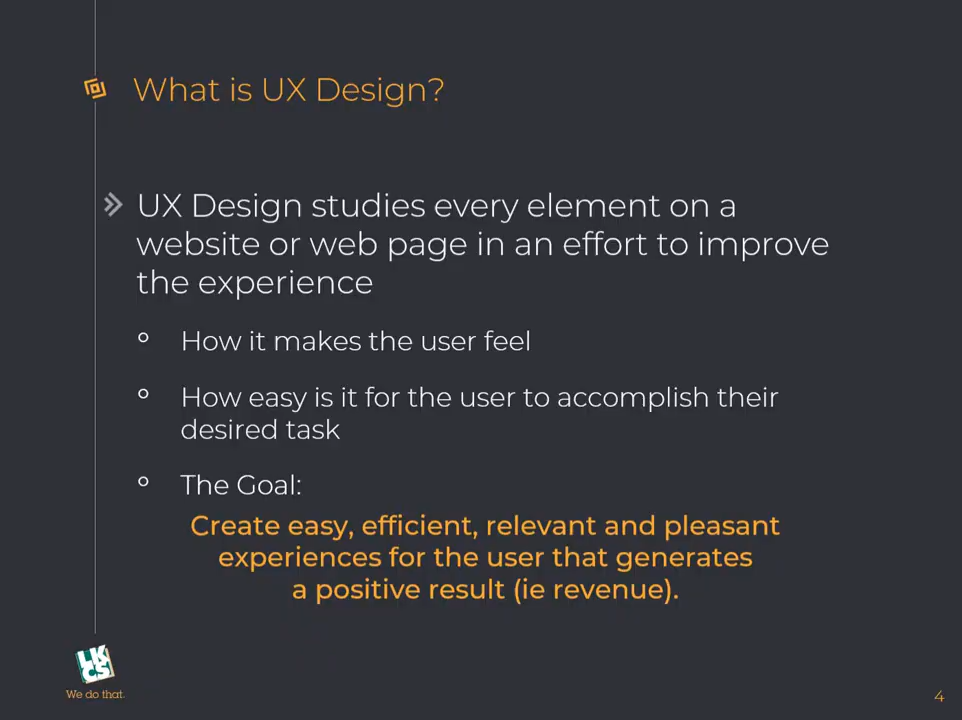 What is UX Design?
UX Design studies every element on a
website or web page in an effort to improve
the experience
How it makes the user feel
How easy is it for the user to accomplish their
desired task
The Goal:
Create easy, efficient, relevant and pleasant
experiences for the user that generates
a positive result (ie revenue).
LK
CS
We do that.
4